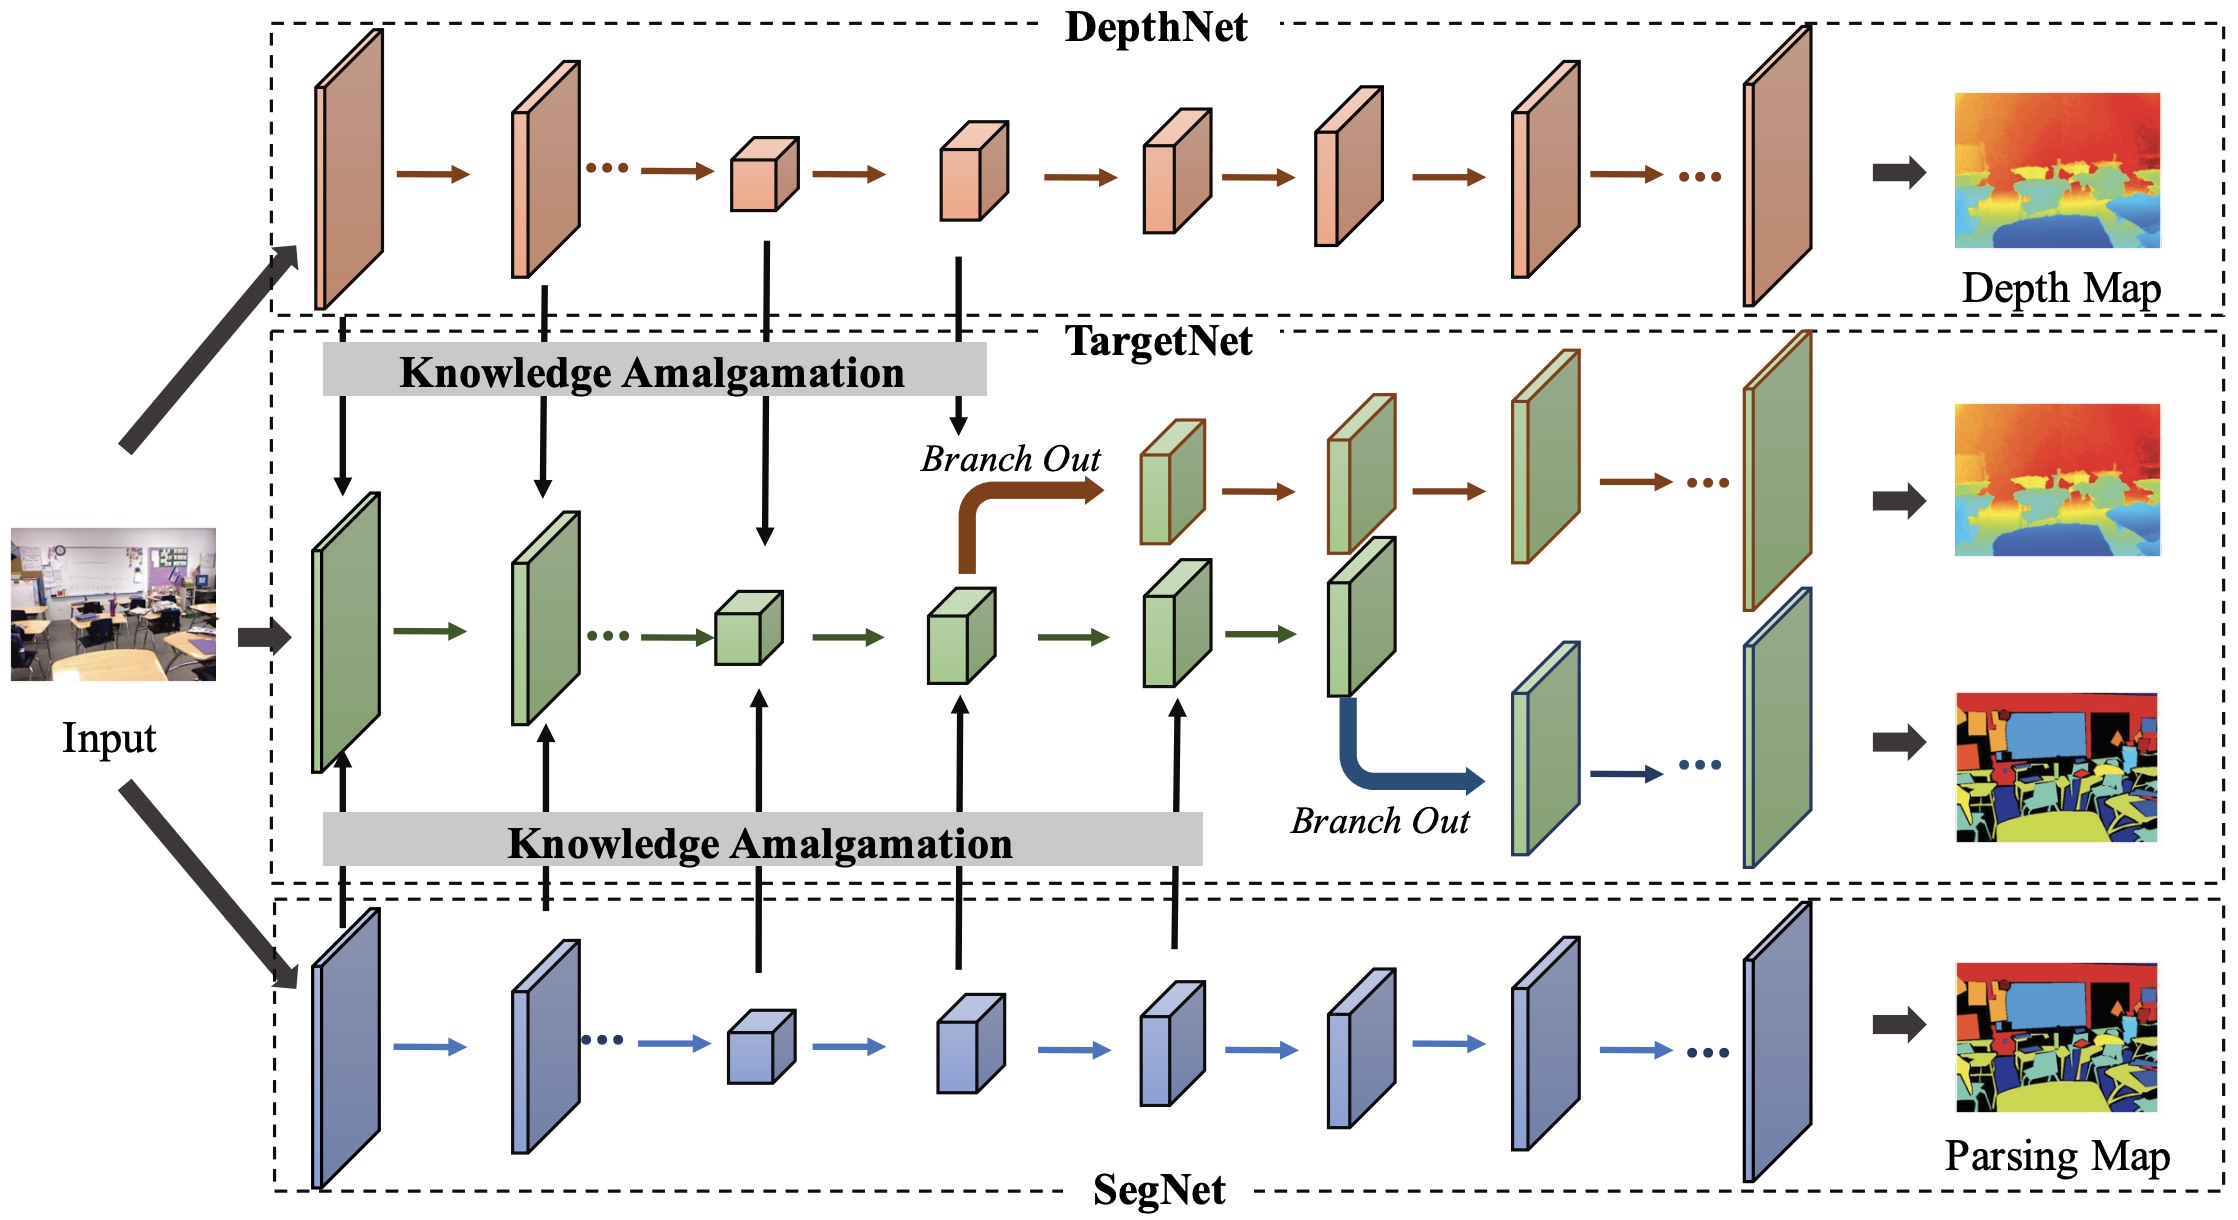 DepthNet
Depth Map
TargetNet
Knowledge Amalgamation
Branch Out
Input
Branch Out
Knowledge Amalgamation
Parsing Map
SegNet